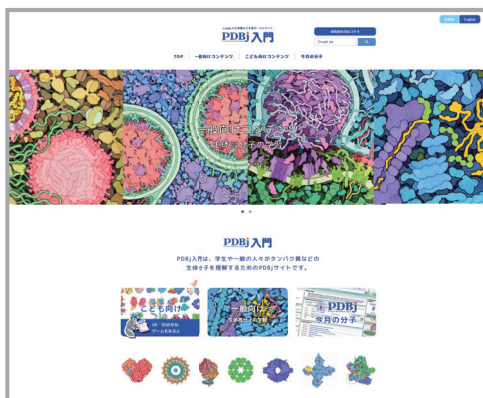 日本語 English
PDBj入門
Google
TOP 一般向けコンテンツ こども向けコンテンツ 今月の分子
一般向けコンテンツ
PDBj入門
PDBj入門は、学生や一般の人々がタンパク質などの
生体分子を理解するためのPDBjサイトです。
こども向け
一般向け
PDBj
今月の分子